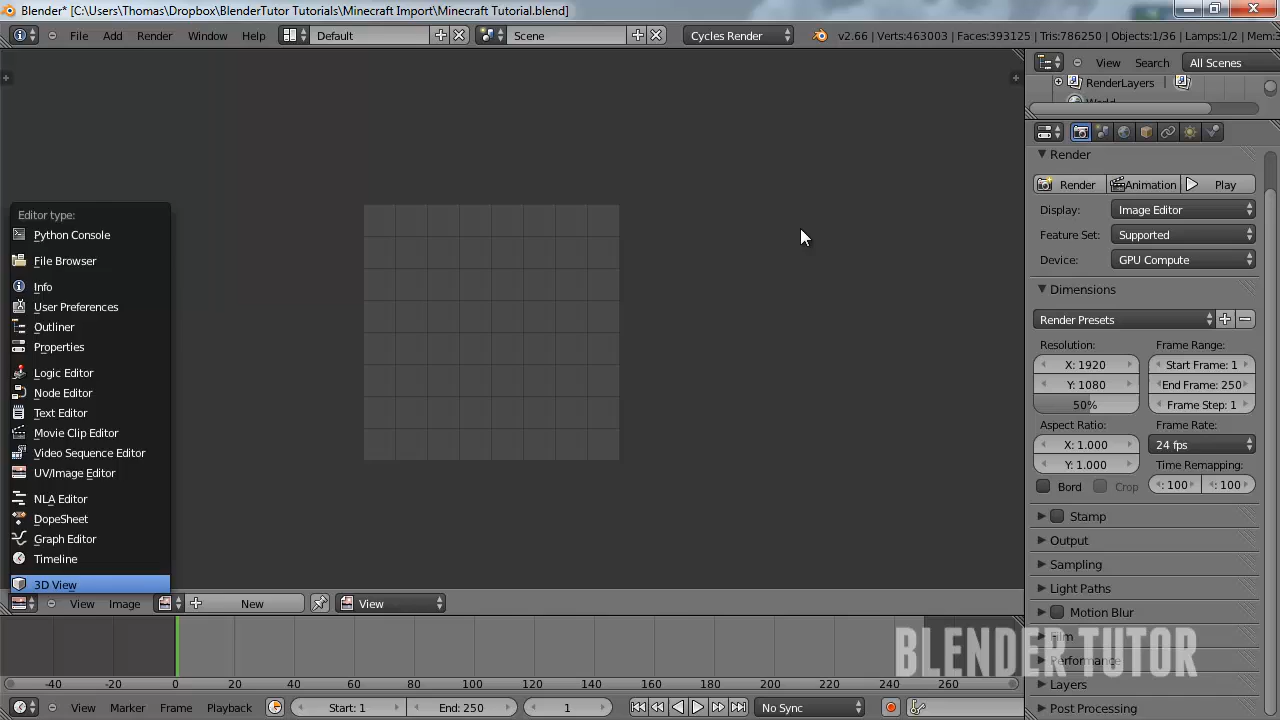 Blender* [C:\Users\Thomas\Dropbox\BlenderTutor Tutorials\Minecraft Import\Minecraft Tutorial.blend]
File Add Render Window Help Default Scene Cycles Render v2.66 | Verts:463003 | Faces:393125 | Tris:786250 | Objects:1/36 | Lamps:1/2 | Mem:
View Search All Scenes
RenderLayers
World
Render
Render Animation Play
Display: Image Editor
Feature Set: Supported
Device: GPU Compute
Dimensions
Render Presets
Resolution: Frame Range:
X: 1920 Start Frame: 1
Y: 1080 End Frame: 250
50% Frame Step: 1
Aspect Ratio: Frame Rate:
X: 1.000 24 fps
Y: 1.000 Time Remapping:
Bord Crop : 100 : 100
Stamp
Output
Sampling
Light Paths
Motion Blur
Film
Performance
Layers
Post Processing
Editor type:
Python Console
File Browser
Info
User Preferences
Outliner
Properties
Logic Editor
Node Editor
Text Editor
Movie Clip Editor
Video Sequence Editor
UV/Image Editor
NLA Editor
DopeSheet
Graph Editor
Timeline
3D View
View Image New View
BLENDER TUTOR
-40 -20 0 20 40 60 80 100 120 140 160 180 200 220 240 260
View Marker Frame Playback Start: 1 End: 250 1 No Sync